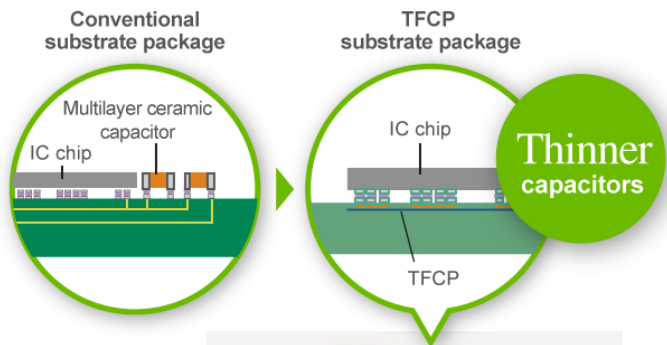 Conventional
substrate package
TFCP
substrate package
Multilayer ceramic
capacitor
IC chip
IC chip
TFCP
Thinner
capacitors